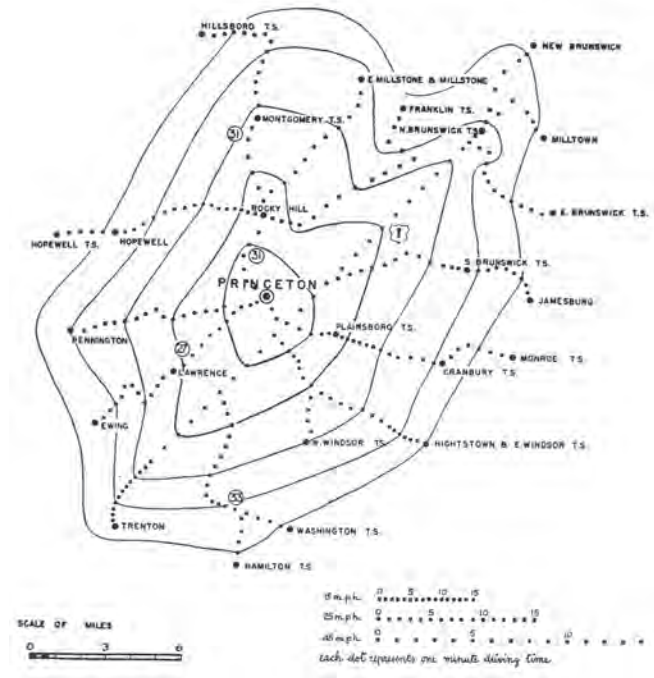 HILLSBORO T.S.
NEW BRUNSWICK
E. MILLSTONE & MILLSTONE
FRANKLIN T.S.
N. BRUNSWICK T.S.
MONTGOMERY T.S.
31
MILLTOWN
ROCKY HILL
E. BRUNSWICK T.S.
HOPEWELL T.S.
HOPEWELL
1
31
S. BRUNSWICK T.S.
PRINCETON
JAMESBURG
PENNINGTON
PLAINSBORO T.S.
27
LAWRENCE
MONROE T.S.
CRANBURY T.S.
EWING
W. WINDSOR T.S.
HIGHTSTOWN & E. WINDSOR T.S.
33
TRENTON
WASHINGTON T.S.
HAMILTON T.S.
SCALE OF MILES
0 3 6
15 m.p.h. 0 5 10 15
25 m.p.h. 0 5 10 15
45 m.p.h. 0 5 10
each dot represents one minute driving time